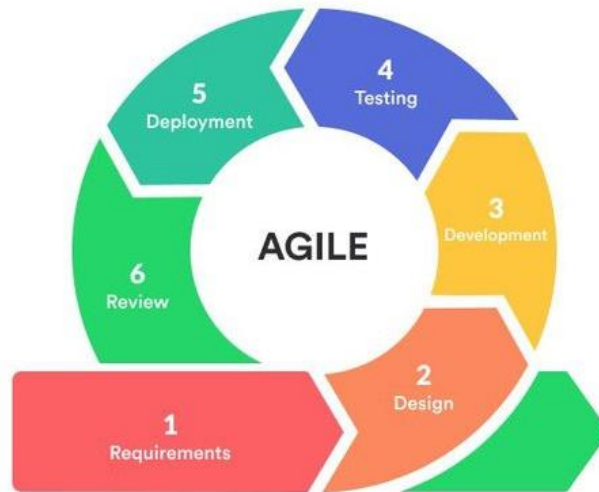 AGILE
1
Requirements
2
Design
3
Development
4
Testing
5
Deployment
6
Review